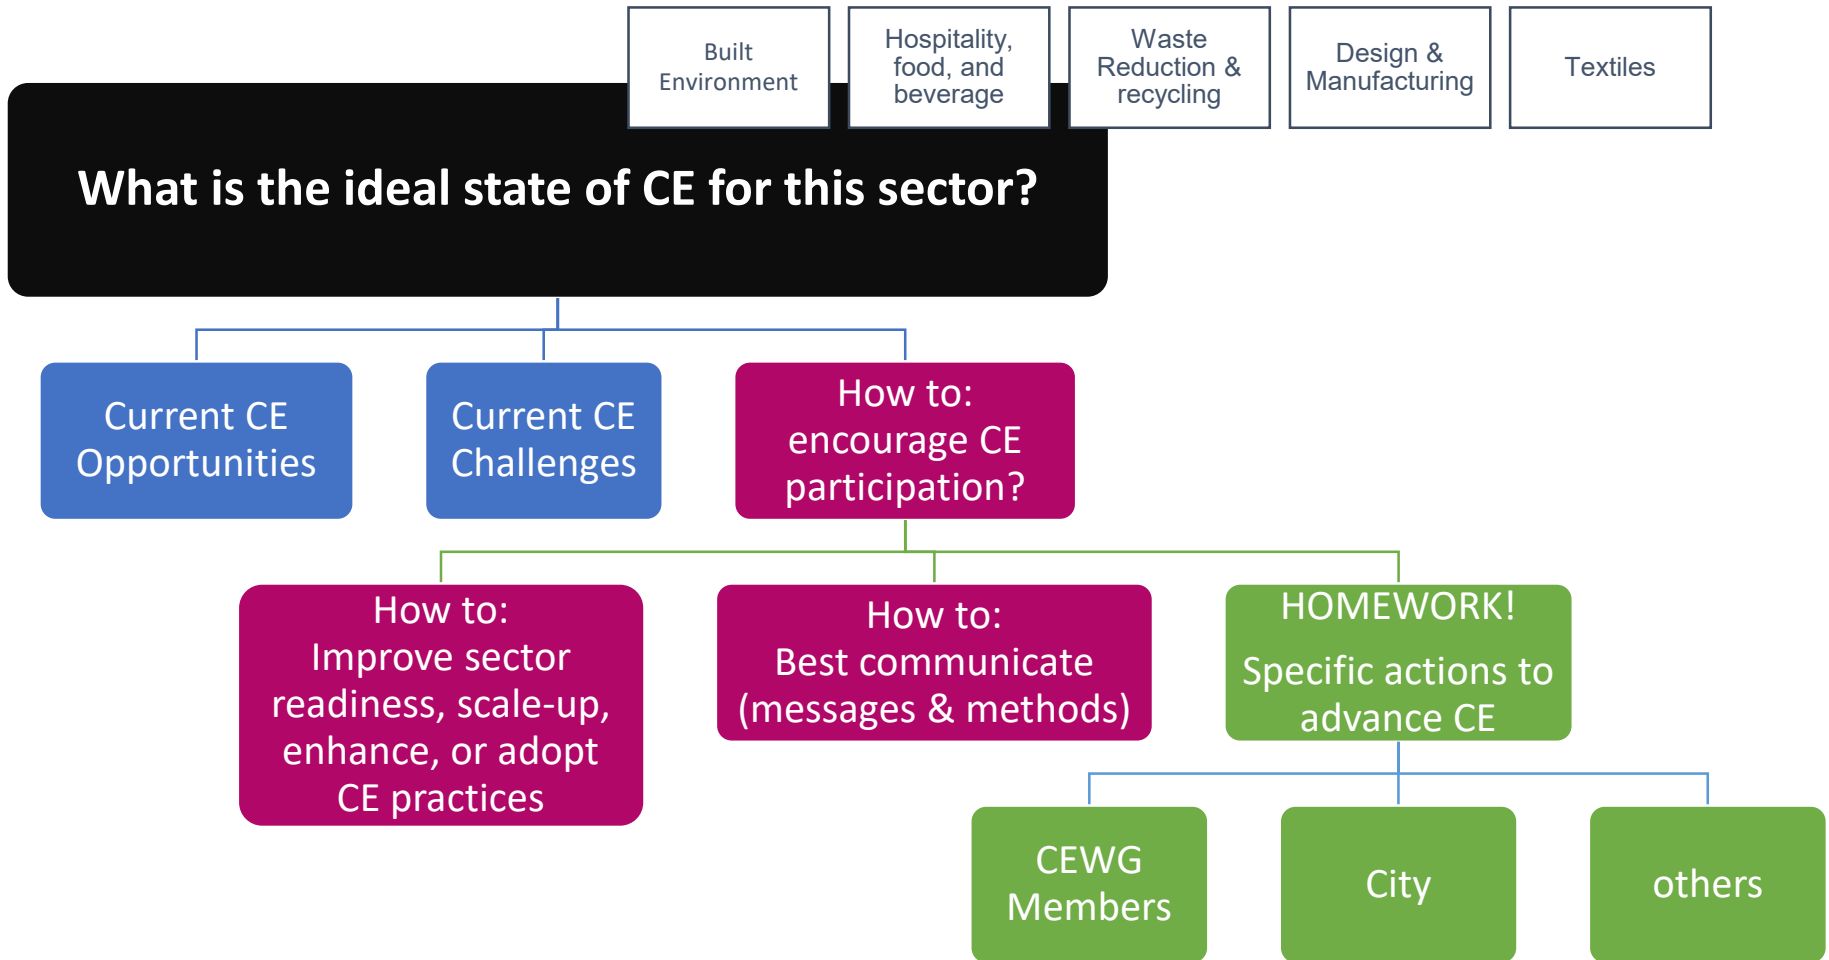 Built
Environment
Hospitality,
food, and
beverage
Waste
Reduction &
recycling
Design &
Manufacturing
Textiles
What is the ideal state of CE for this sector?
Current CE
Opportunities
Current CE
Challenges
How to:
encourage CE
participation?
How to:
Improve sector
readiness, scale-up,
enhance, or adopt
CE practices
How to:
Best communicate
(messages & methods)
HOMEWORK!
Specific actions to
advance CE
CEWG
Members
City
others